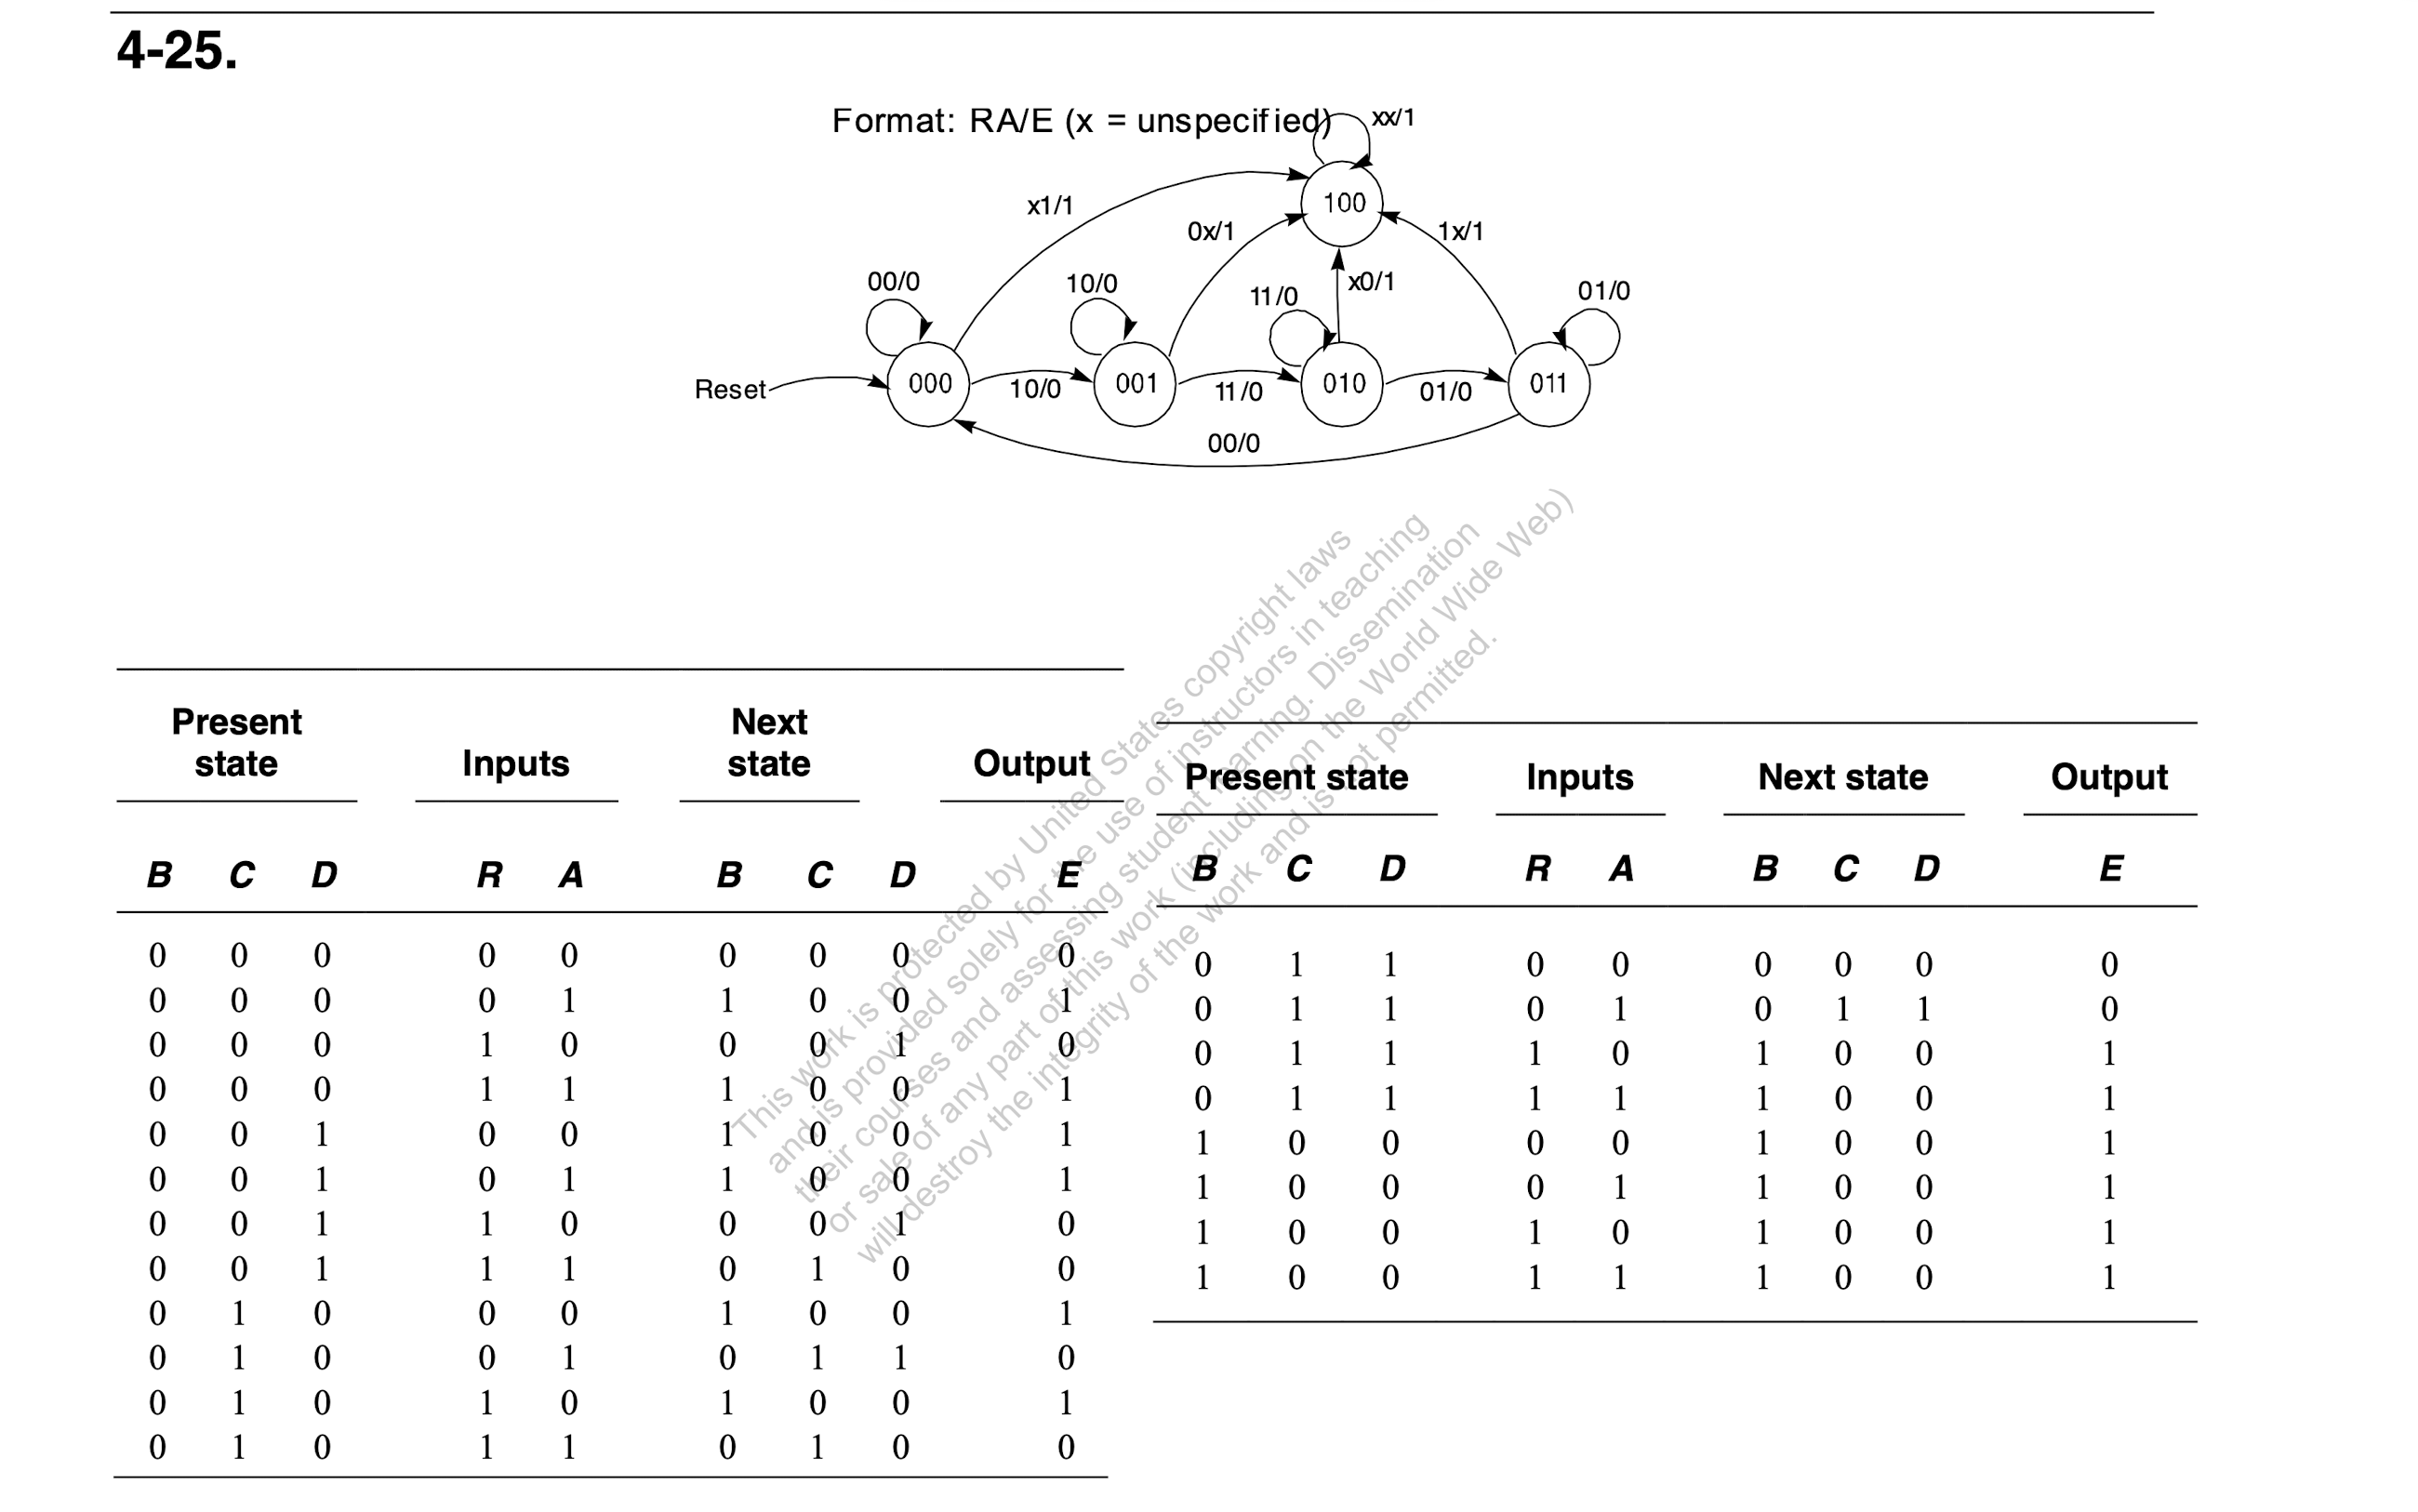 4-25.
Format: RA/E (x = unspecified)
xx/1
100
x1/1
0x/1
1x/1
00/0
10/0
11/0
x0/1
01/0
Reset
000
10/0
001
11/0
010
01/0
011
00/0
This work is protected by United States copyright laws
and is provided solely for the use of instructors in teaching
their courses and assessing student learning. Dissemination
or sale of any part of this work (including on the World Wide Web)
will destroy the integrity of the work and is not permitted.
Present state Inputs Next state Output
B C D R A B C D E
0 0 0 0 0 0 0 0 0
0 0 0 0 1 1 0 0 1
0 0 0 1 0 0 0 1 0
0 0 0 1 1 1 0 0 1
0 0 1 0 0 1 0 0 1
0 0 1 0 1 1 0 0 1
0 0 1 1 0 0 0 1 0
0 0 1 1 1 0 1 0 0
0 1 0 0 0 1 0 0 1
0 1 0 0 1 0 1 1 0
0 1 0 1 0 1 0 0 1
0 1 0 1 1 0 1 0 0
Present state Inputs Next state Output
B C D R A B C D E
0 1 1 0 0 0 0 0 0
0 1 1 0 1 0 1 1 0
0 1 1 1 0 1 0 0 1
0 1 1 1 1 1 0 0 1
1 0 0 0 0 1 0 0 1
1 0 0 0 1 1 0 0 1
1 0 0 1 0 1 0 0 1
1 0 0 1 1 1 0 0 1